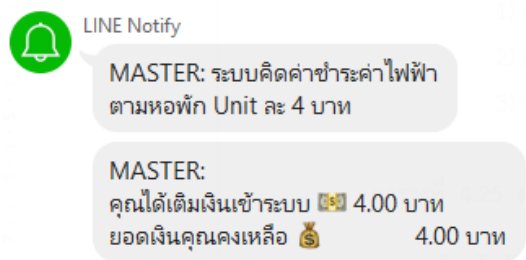 LINE Notify
MASTER: ระบบคิดค่าชำระค่าไฟฟ้า
ตามหอพัก Unit ละ 4 บาท
MASTER:
คุณได้เติมเงินเข้าระบบ 💵 4.00 บาท
ยอดเงินคุณคงเหลือ 💰 4.00 บาท